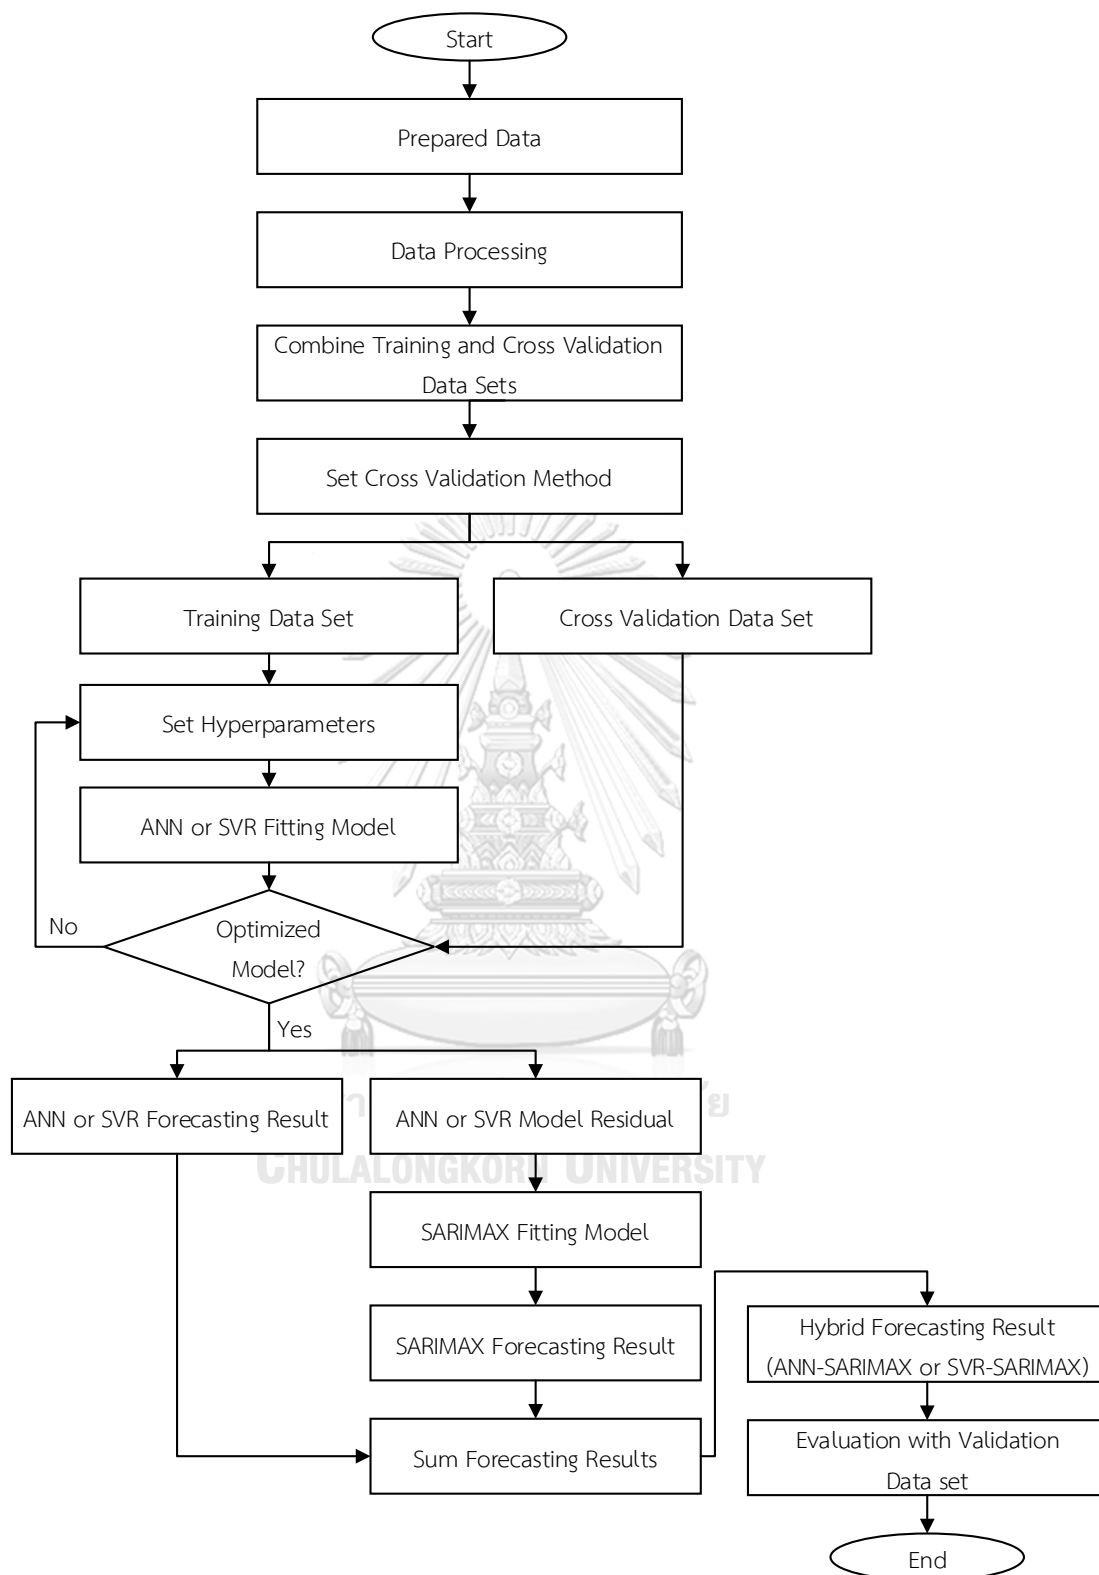 Start
Prepared Data
Data Processing
Combine Training and Cross Validation
Data Sets
Set Cross Validation Method
Training Data Set
Cross Validation Data Set
Set Hyperparameters
ANN or SVR Fitting Model
No
Optimized
Model?
Yes
ANN or SVR Forecasting Result
ANN or SVR Model Residual
CHULALONGKORN UNIVERSITY
SARIMAX Fitting Model
SARIMAX Forecasting Result
Sum Forecasting Results
Hybrid Forecasting Result
(ANN-SARIMAX or SVR-SARIMAX)
Evaluation with Validation
Data set
End